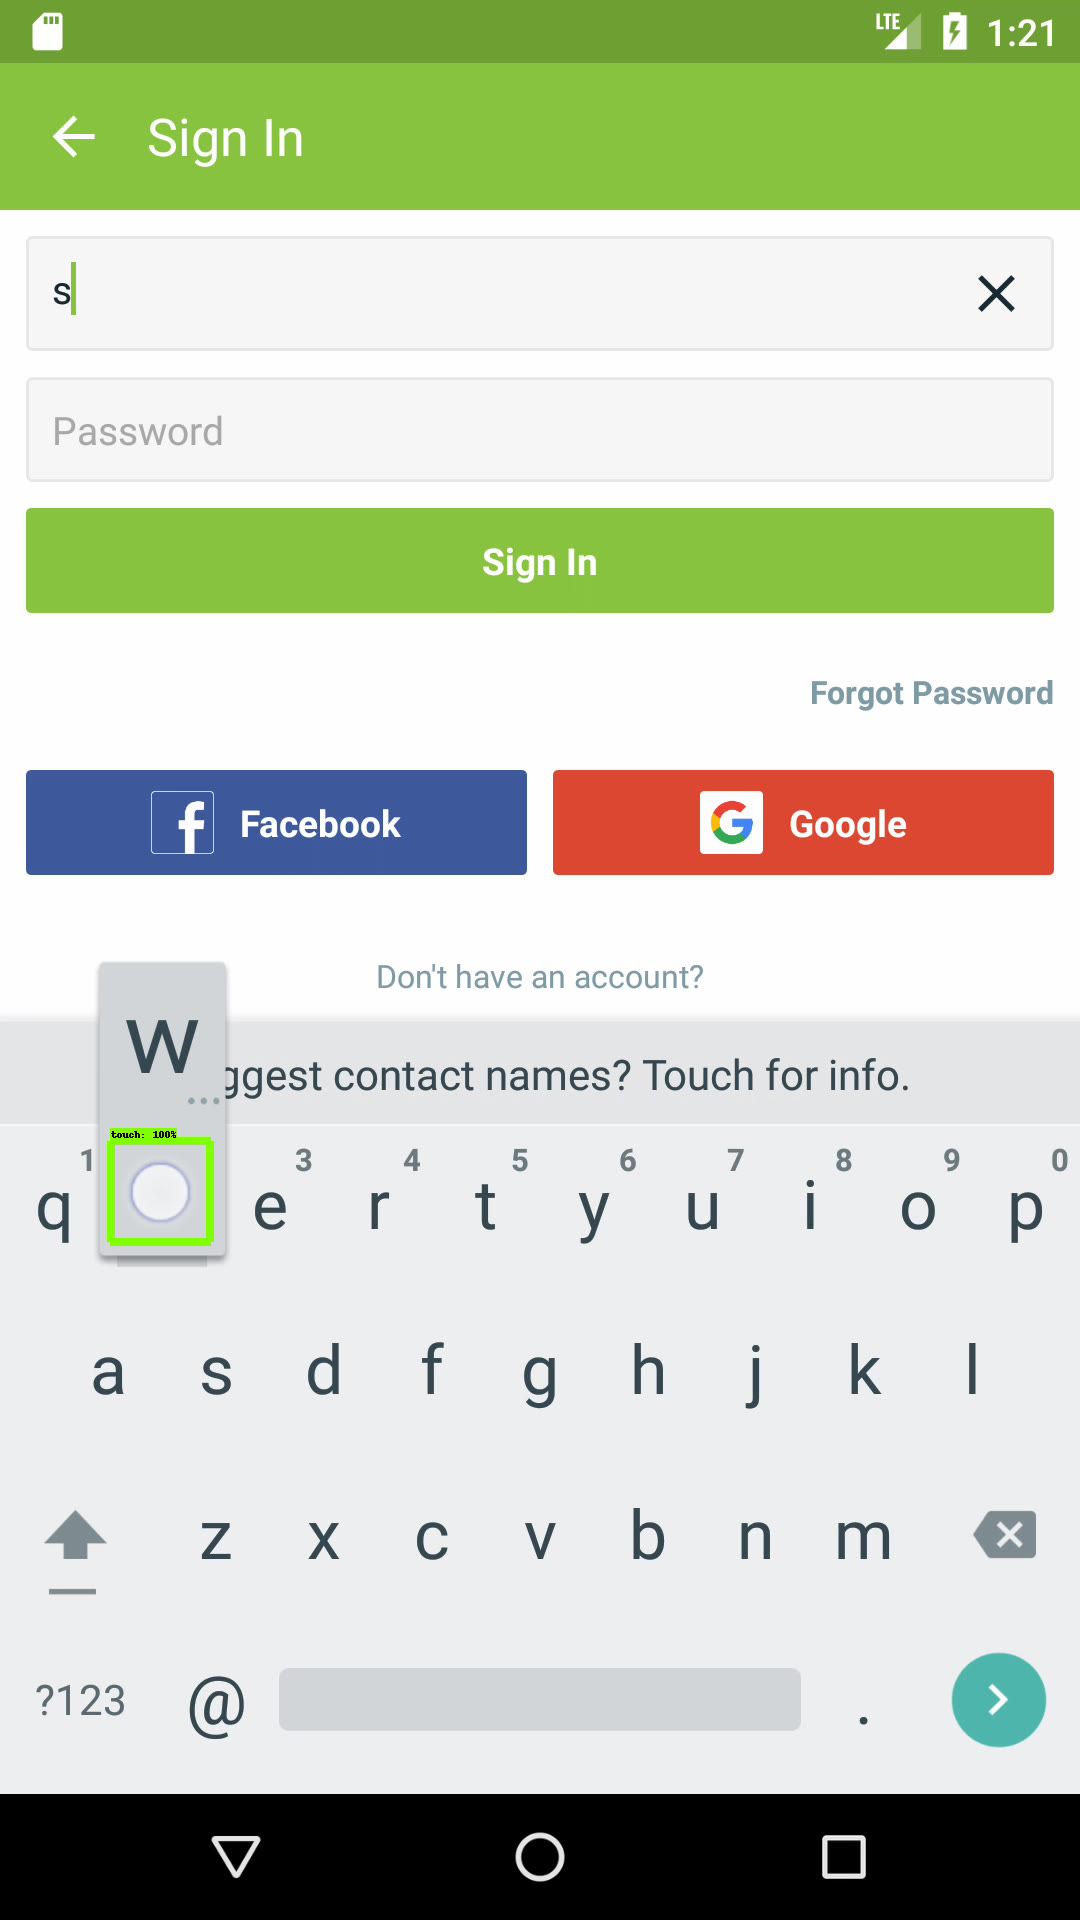 LTE 1:21
Sign In
s
Password
Sign In
Forgot Password
Facebook Google
Don't have an account?
w
ggest contact names? Touch for info.
touch: 100%
1 3 4 5 6 7 8 9 0
q e r t y u i o p
a s d f g h j k l
z x c v b n m
?123 @ .